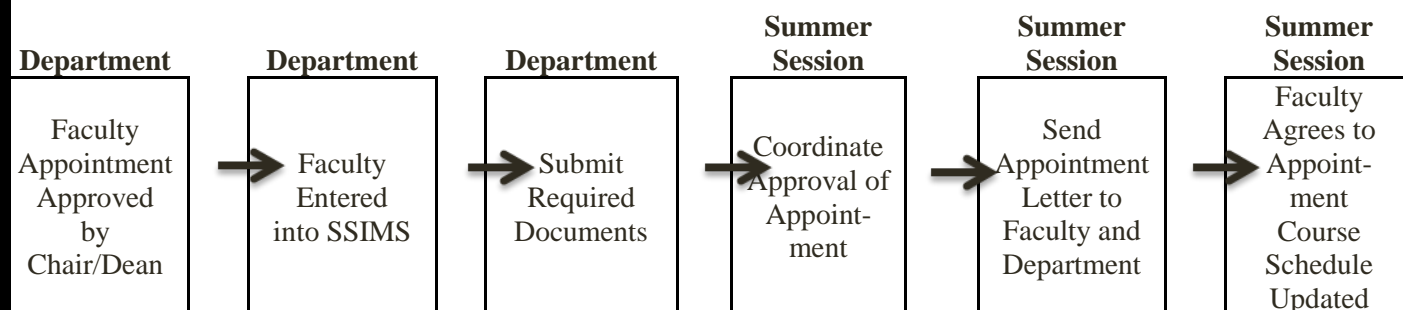 Department
Faculty
Appointment
Approved
by
Chair/Dean
Department
Faculty
Entered
into SSIMS
Department
Submit
Required
Documents
Summer
Session
Coordinate
Approval of
Appoint-
ment
Summer
Session
Send
Appointment
Letter to
Faculty and
Department
Summer
Session
Faculty
Agrees to
Appoint-
ment
Course
Schedule
Updated